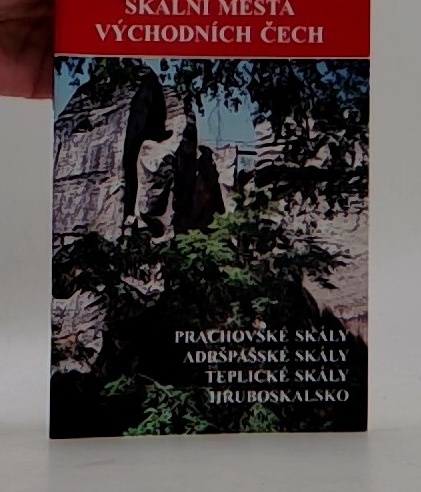 SKALNÍ MĚSTA
VÝCHODNÍCH ČECH
PRACHOVSKÉ SKÁLY
ADRŠPAŠSKÉ SKÁLY
TEPLICKÉ SKÁLY
HRUBOSKALSKO